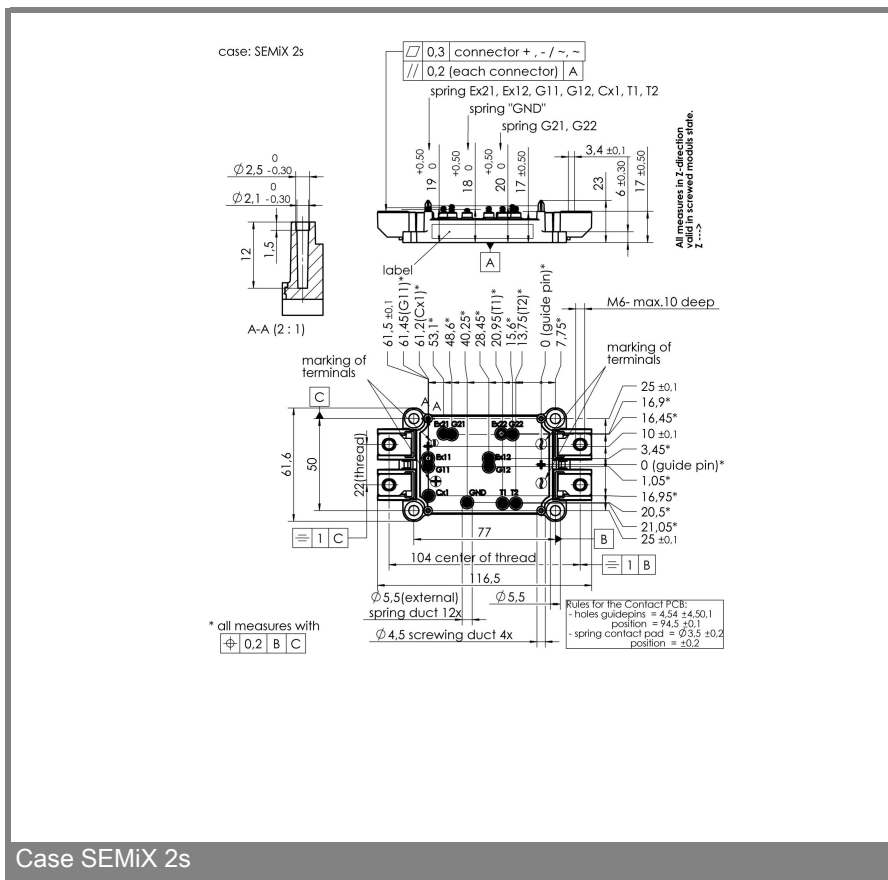 case: SEMiX 2s
0,3 connector + , - / ~, ~
// 0,2 (each connector) A
spring Ex21, Ex12, G11, G12, Cx1, T1, T2
spring "GND"
spring G21, G22
19 +0,50 0
18 +0,50 0
20 +0,50 0
17 ±0,50
3,4 ±0,1
23
6 ±0,30
17 ±0,50
All measures in Z-direction
valid in screwed moduls state.
Z --->
Ø 2,5 0 -0,30
Ø 2,1 0 -0,30
12
1,5
A-A (2 : 1)
label
A
61,5 ±0,1
61,45(G11)*
61,2(Cx1)*
53,1*
48,6*
40,25*
28,45*
20,95(T1)*
15,6*
13,75(T2)*
0 (guide pin)*
7,75*
M6- max.10 deep
marking of
terminals
marking of
terminals
C
A A
Ex21 G21
Ex22 G22
Ex11
G11
Ex12
G12
Cx1
GND
T1 T2
61,6
50
22(thread)
25 ±0,1
16,9*
16,45*
10 ±0,1
3,45*
0 (guide pin)*
1,05*
16,95*
20,5*
21,05*
25 ±0,1
1 C
77
B
104 center of thread
1 B
116,5
Ø 5,5(external)
spring duct 12x
Ø 5,5
Ø 4,5 screwing duct 4x
* all measures with
0,2 B C
Rules for the Contact PCB:
- holes guidepins = 4,54 ±4,50,1
position = 94,5 ±0,1
- spring contact pad = Ø3,5 ±0,2
position = ±0,2
Case SEMiX 2s